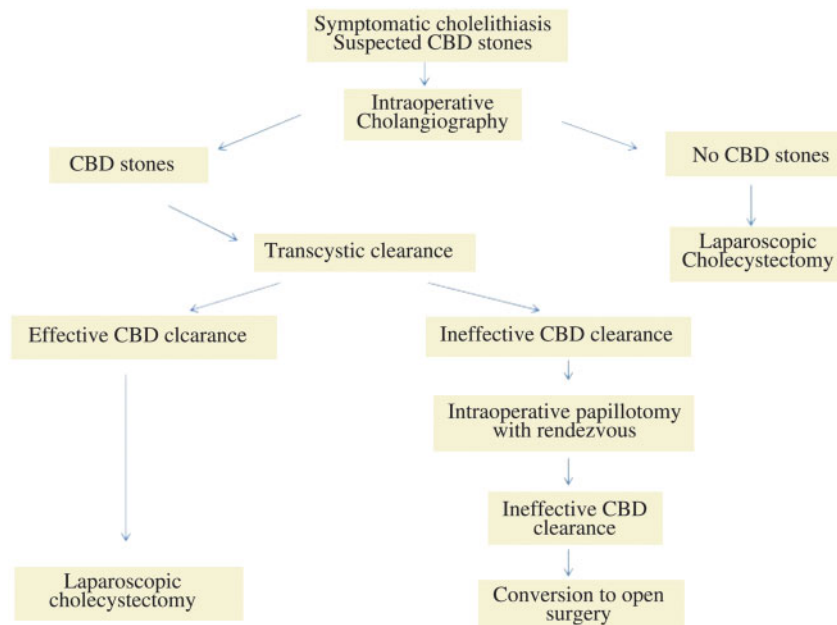 Symptomatic cholelithiasis
Suspected CBD stones
Intraoperative
Cholangiography
CBD stones
No CBD stones
Transcystic clearance
Laparoscopic
Cholecystectomy
Effective CBD clcarance
Ineffective CBD clearance
Intraoperative papillotomy
with rendezvous
Ineffective CBD
clearance
Laparoscopic
cholecystectomy
Conversion to open
surgery